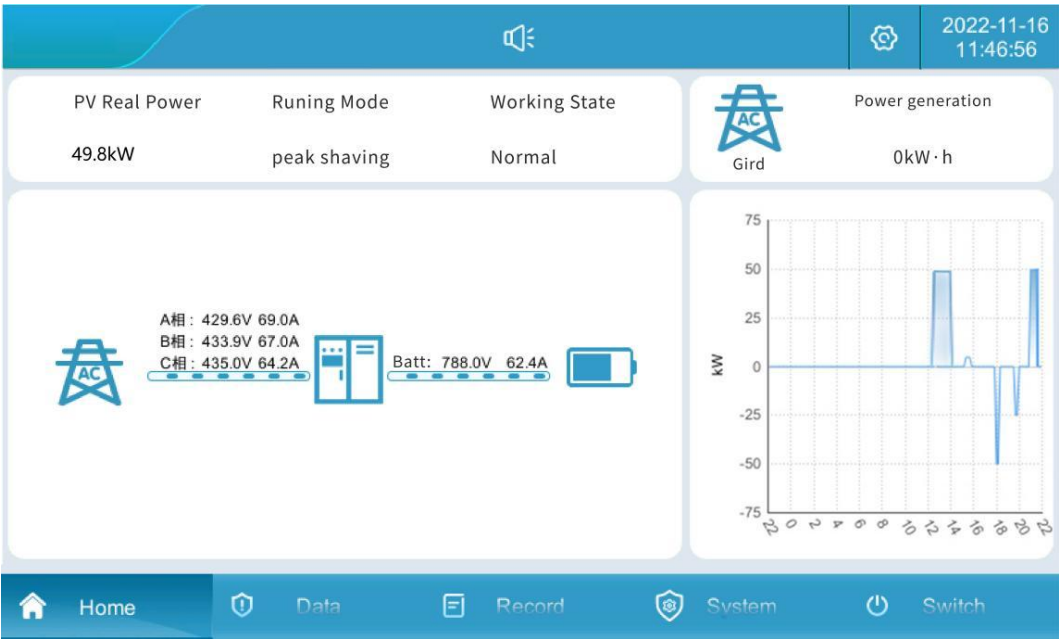 2022-11-16
11:46:56
PV Real Power
Runing Mode
Working State
49.8kW
peak shaving
Normal
AC
Gird
Power generation
0kW·h
A相: 429.6V 69.0A
B相: 433.9V 67.0A
C相: 435.0V 64.2A
AC
Batt: 788.0V 62.4A
75
50
25
0
-25
-50
-75
kW
22 0 2 4 6 8 10 12 14 16 18 20 22
Home
Data
Record
System
Switch